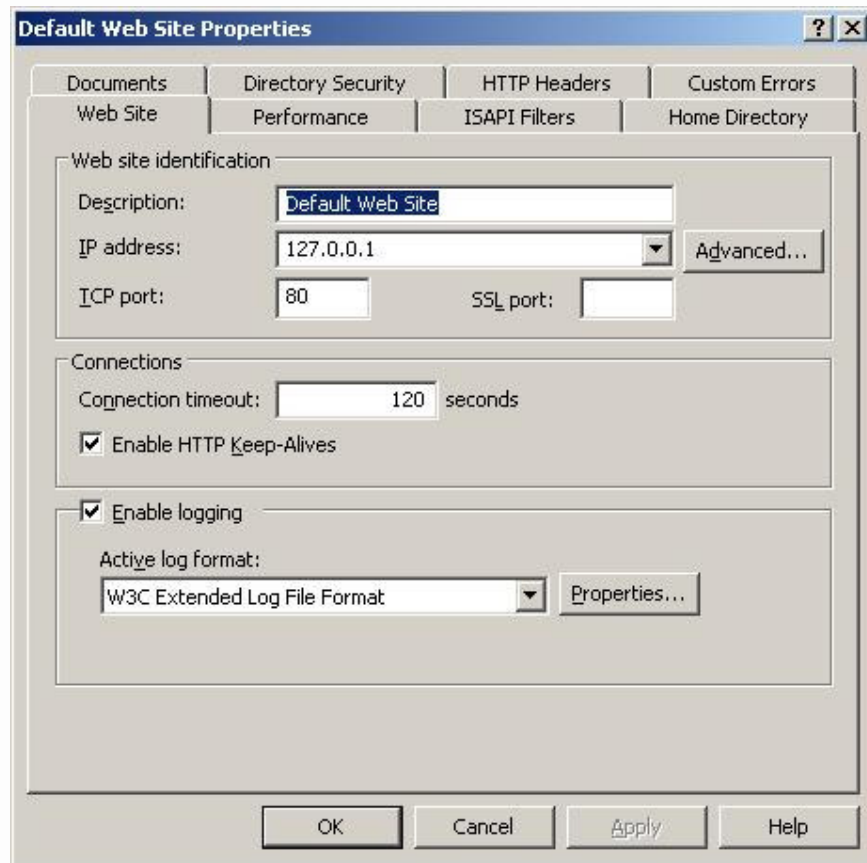 Default Web Site Properties
Documents Directory Security HTTP Headers Custom Errors
Web Site Performance ISAPI Filters Home Directory
Web site identification
Description: Default Web Site
IP address: 127.0.0.1 Advanced...
TCP port: 80 SSL port:
Connections
Connection timeout: 120 seconds
Enable HTTP Keep-Alives
Enable logging
Active log format:
W3C Extended Log File Format Properties...
OK Cancel Apply Help